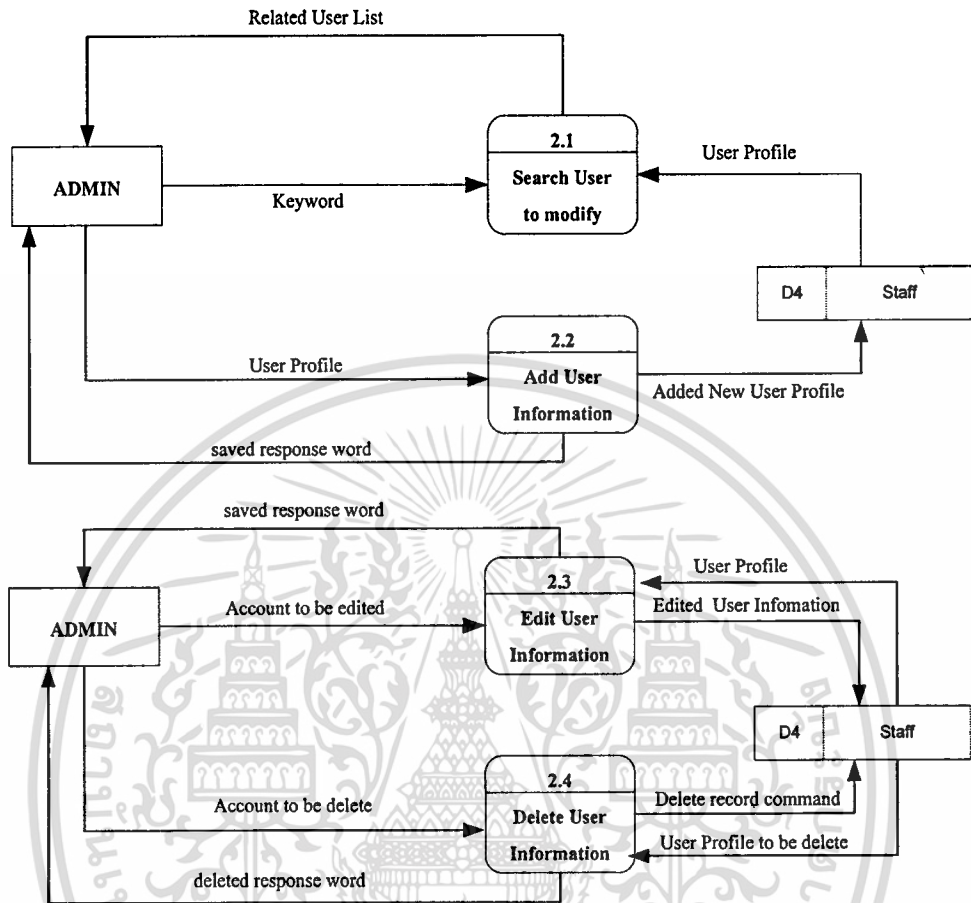 Related User List
2.1
User Profile
ADMIN
Search User
to modify
Keyword
D4 Staff
2.2
User Profile
Add User
Information
Added New User Profile
saved response word
saved response word
2.3
User Profile
Account to be edited
Edit User
Information
Edited User Infomation
ADMIN
D4 Staff
2.4
Account to be delete
Delete User
Information
Delete record command
User Profile to be delete
deleted response word